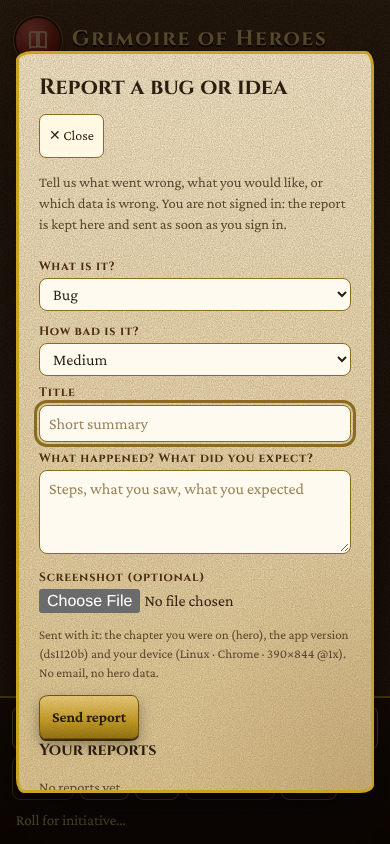 Grimoire of Heroes
Report a bug or idea
✕ Close
Tell us what went wrong, what you would like, or
which data is wrong. You are not signed in: the report
is kept here and sent as soon as you sign in.
What is it?
Bug
How bad is it?
Medium
Title
Short summary
What happened? What did you expect?
Steps, what you saw, what you expected
Screenshot (optional)
Choose File No file chosen
Sent with it: the chapter you were on (hero), the app version
(ds1120b) and your device (Linux · Chrome · 390×844 @1x).
No email, no hero data.
Send report
Your reports
No reports yet
Roll for initiative…